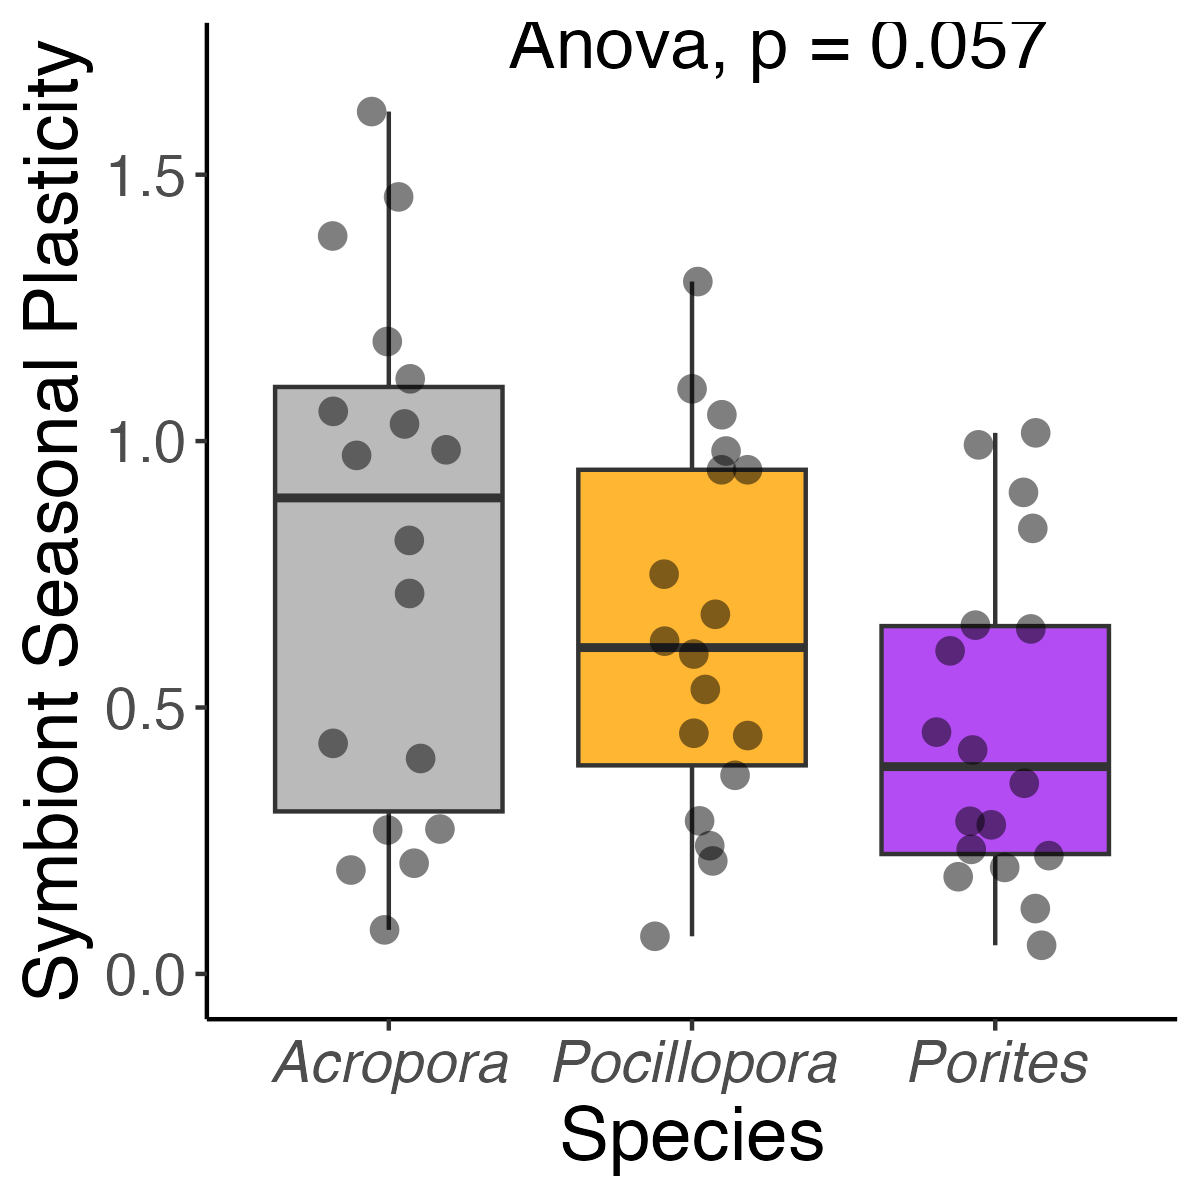 Anova, p = 0.057
Symbiont Seasonal Plasticity
1.5
1.0
0.5
0.0
Acropora Pocillopora Porites
Species